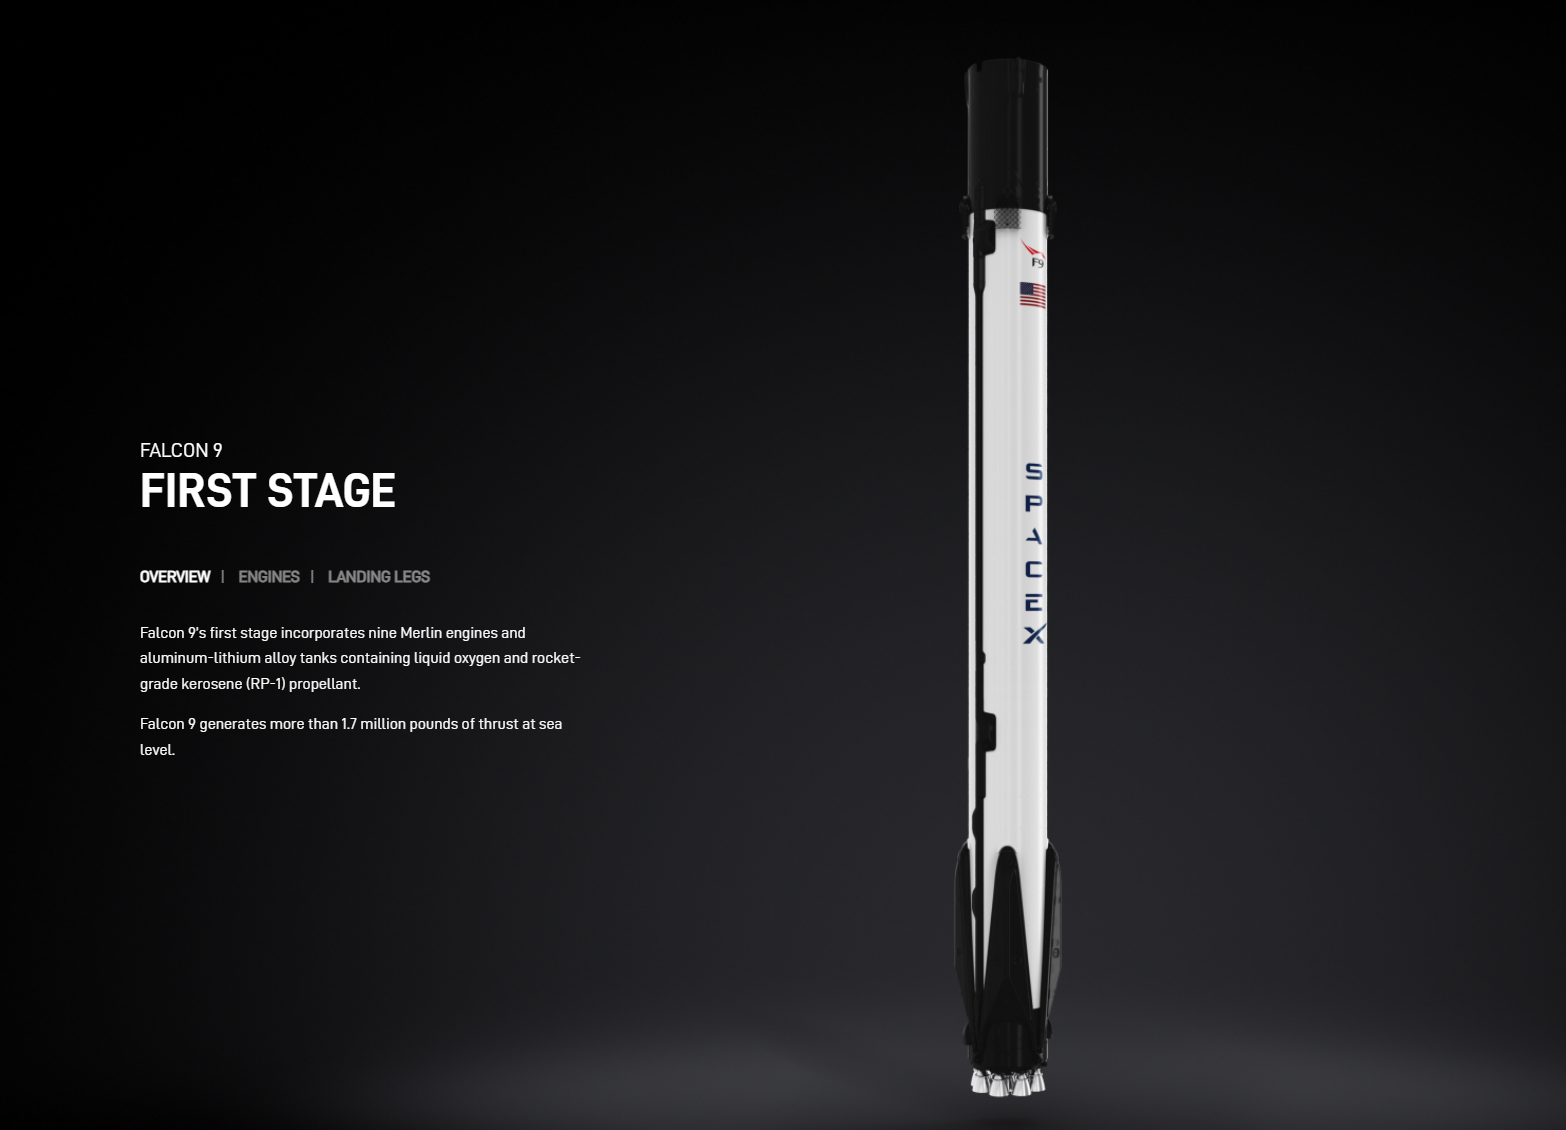 FALCON 9
FIRST STAGE
OVERVIEW | ENGINES | LANDING LEGS
Falcon 9's first stage incorporates nine Merlin engines and
aluminum-lithium alloy tanks containing liquid oxygen and rocket-
grade kerosene (RP-1) propellant.
Falcon 9 generates more than 1.7 million pounds of thrust at sea
level.
F9
SPACEX